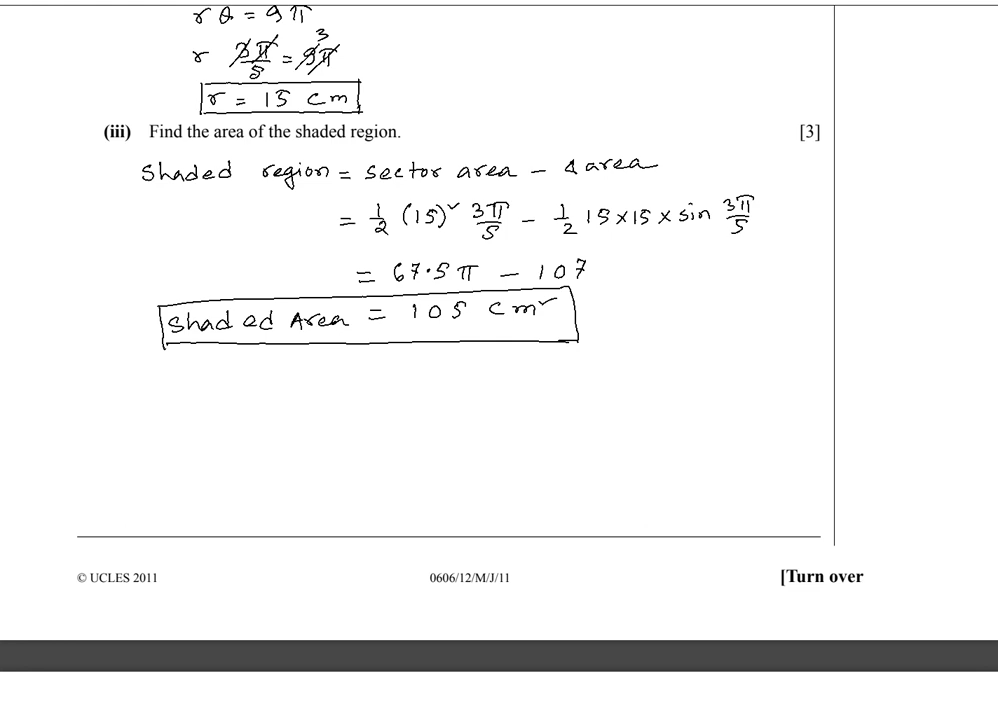 r θ = 9π
r 3π/5 = 9π 3
r = 15 cm
(iii) Find the area of the shaded region. [3]
Shaded region = sector area - Δ area
= 1/2 (15)² 3π/5 - 1/2 15×15×sin 3π/5
= 67.5π - 107
Shaded Area = 105 cm²
© UCLES 2011 0606/12/M/J/11 [Turn over